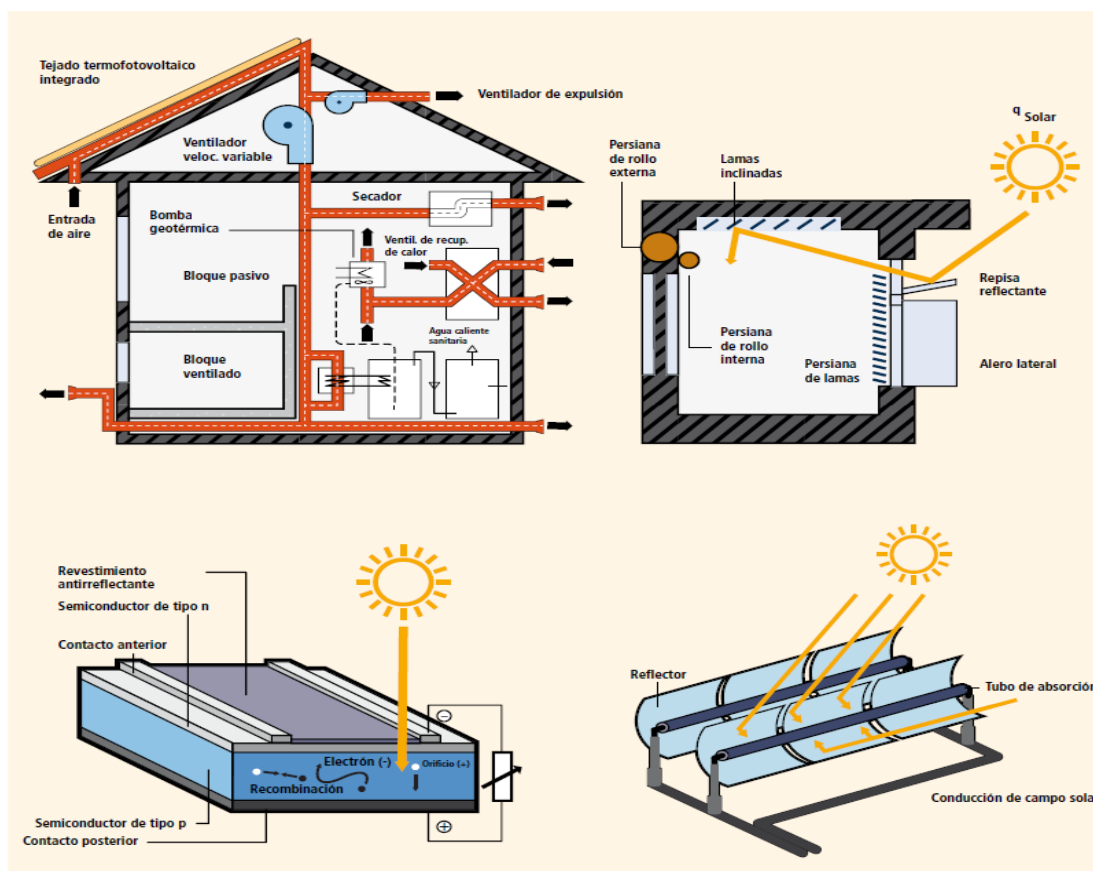 Tejado termofotovoltaico
integrado
Ventilador de expulsión
Ventilador
veloc. variable
Entrada
de aire
Bomba
geotérmica
Secador
Ventil. de recup.
de calor
Bloque pasivo
Agua caliente
sanitaria
Bloque
ventilado
q Solar
Persiana
de rollo
externa
Lamas
inclinadas
Repisa
reflectante
Persiana
de rollo
interna
Persiana
de lamas
Alero lateral
Revestimiento
antirreflectante
Semiconductor de tipo n
Contacto anterior
Electrón (-)
Orificio (+)
Recombinación
Semiconductor de tipo p
Contacto posterior
Reflector
Tubo de absorción
Conducción de campo solar